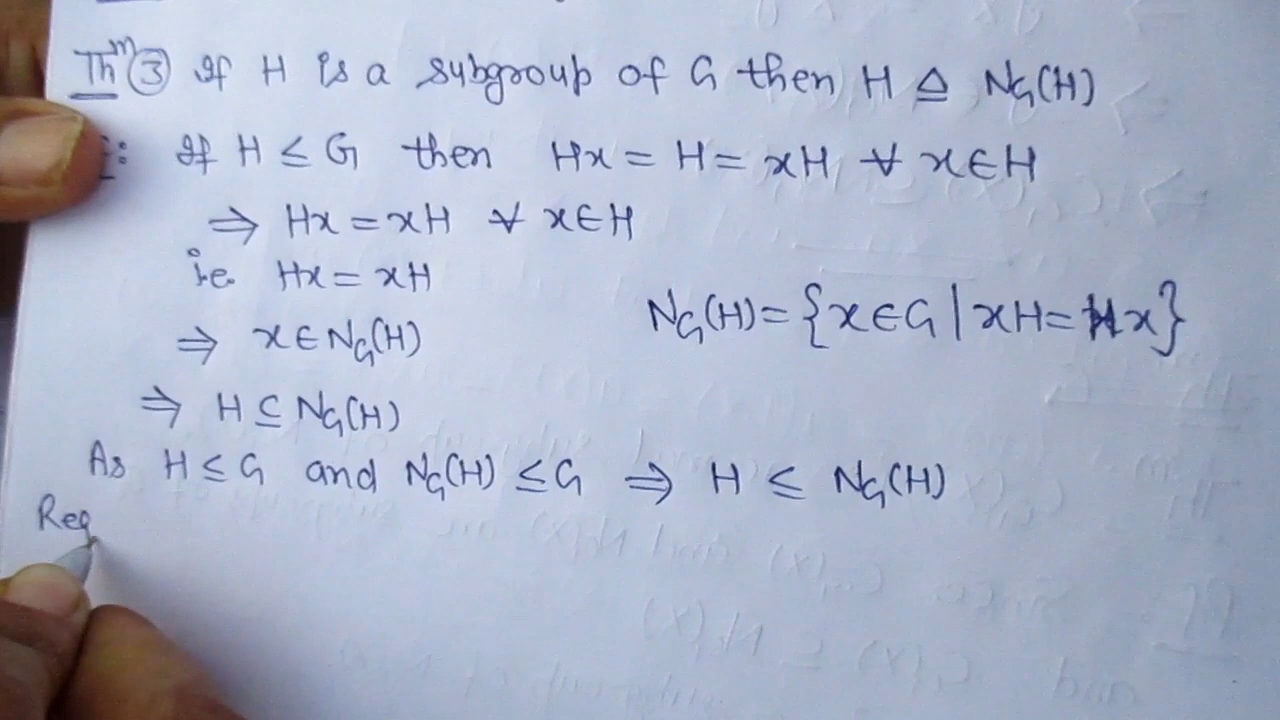 Thm ③ If H is a subgroup of G then H ⊴ NG(H)
: If H ≤ G then Hx = H = xH ∀ x∈H
⇒ Hx = xH ∀ x∈H
i.e. Hx = xH
⇒ x∈NG(H)
NG(H) = {x∈G | xH = Hx}
⇒ H ⊆ NG(H)
As H ≤ G and NG(H) ≤ G ⇒ H ≤ NG(H)
Req